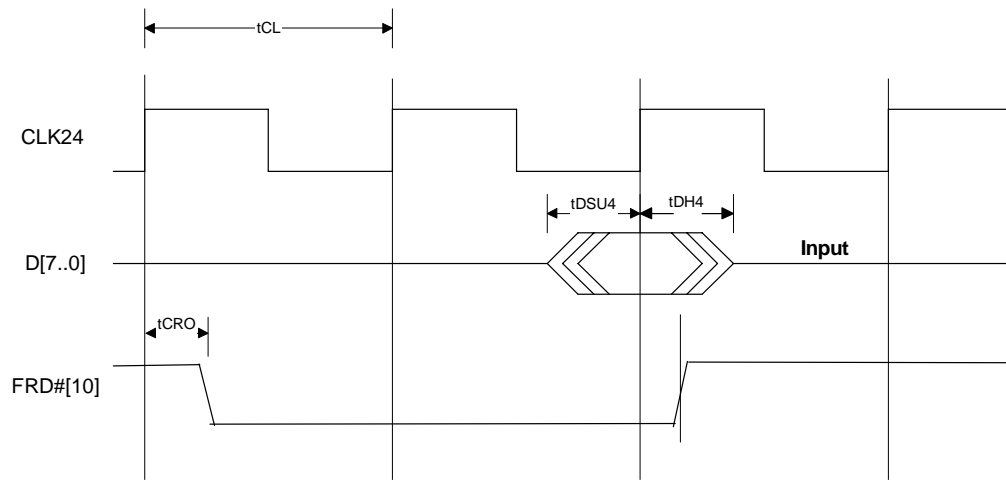 tCL
CLK24
tDSU4
tDH4
D[7..0]
Input
tCRO
FRD#[10]